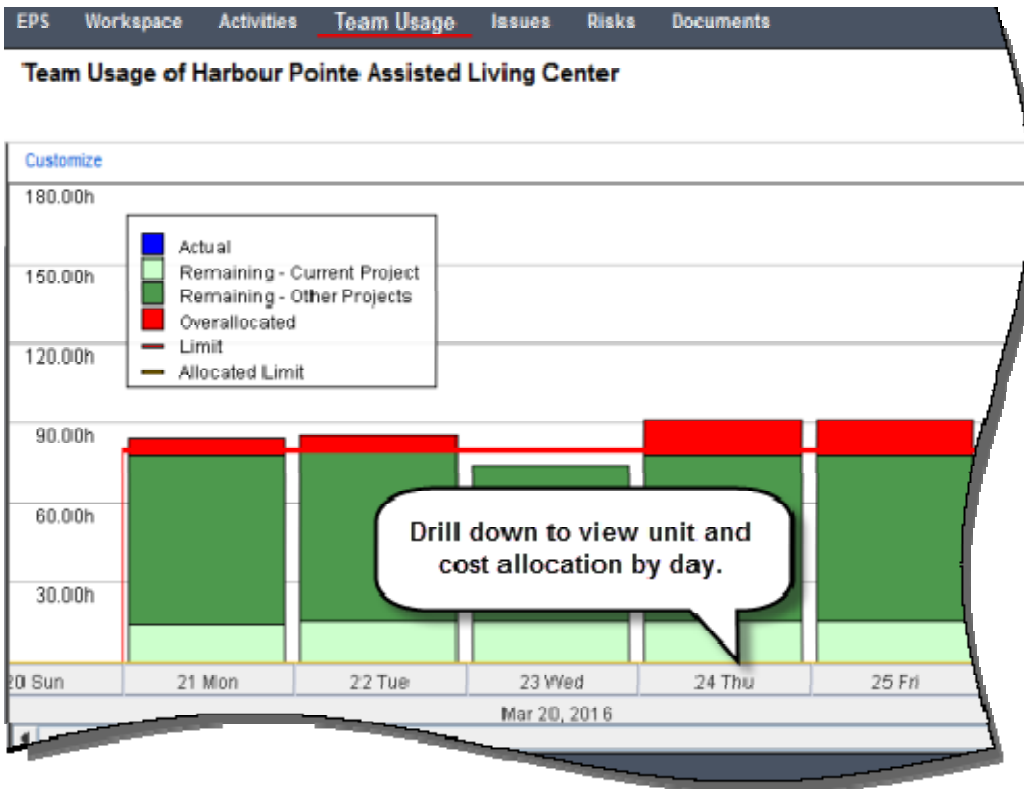 EPS Workspace Activities Team Usage Issues Risks Documents
Team Usage of Harbour Pointe Assisted Living Center
Customize
180.00h
150.00h
120.00h
90.00h
60.00h
30.00h
Actual
Remaining - Current Project
Remaining - Other Projects
Overallocated
Limit
Allocated Limit
Drill down to view unit and
cost allocation by day.
20 Sun 21 Mon 22 Tue 23 Wed 24 Thu 25 Fri
Mar 20, 2016